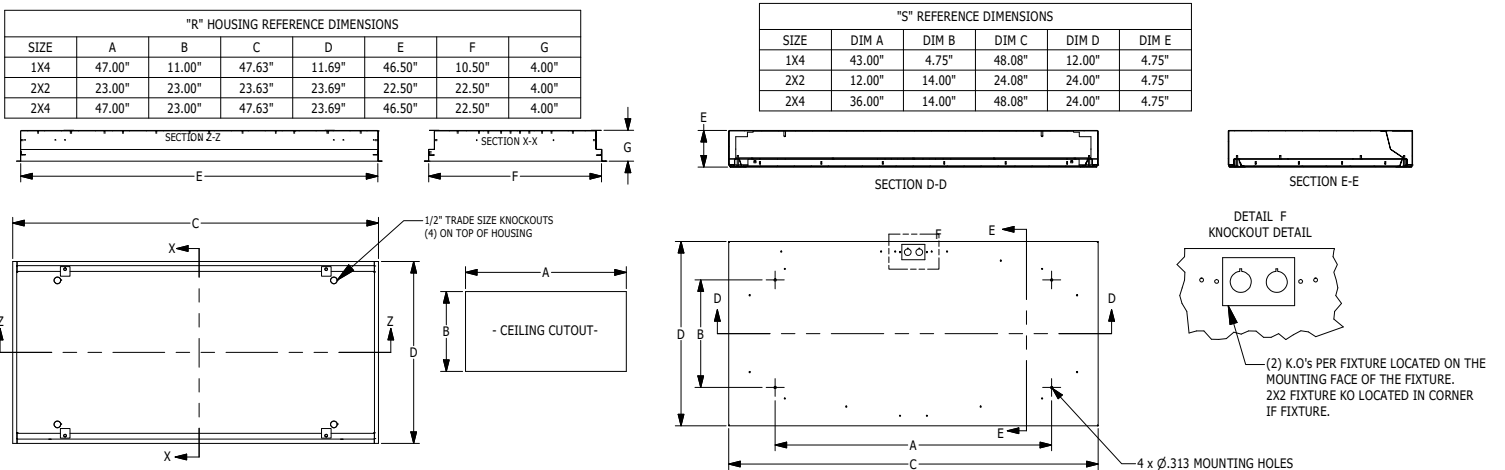 "R" HOUSING REFERENCE DIMENSIONS
SIZE A B C D E F G
1X4 47.00" 11.00" 47.63" 11.69" 46.50" 10.50" 4.00"
2X2 23.00" 23.00" 23.63" 23.69" 22.50" 22.50" 4.00"
2X4 47.00" 23.00" 47.63" 23.69" 46.50" 22.50" 4.00"
SECTION Z-Z
SECTION X-X
G
E
F
C
1/2" TRADE SIZE KNOCKOUTS
(4) ON TOP OF HOUSING
X
A
B
- CEILING CUTOUT-
Z
Z
D
X
"S" REFERENCE DIMENSIONS
SIZE DIM A DIM B DIM C DIM D DIM E
1X4 43.00" 4.75" 48.08" 12.00" 4.75"
2X2 12.00" 14.00" 24.08" 24.00" 4.75"
2X4 36.00" 14.00" 48.08" 24.00" 4.75"
E
SECTION D-D
SECTION E-E
F
E
D
D
D
B
E
A
C
4 x Ø.313 MOUNTING HOLES
DETAIL F
KNOCKOUT DETAIL
(2) K.O's PER FIXTURE LOCATED ON THE
MOUNTING FACE OF THE FIXTURE.
2X2 FIXTURE KO LOCATED IN CORNER
IF FIXTURE.